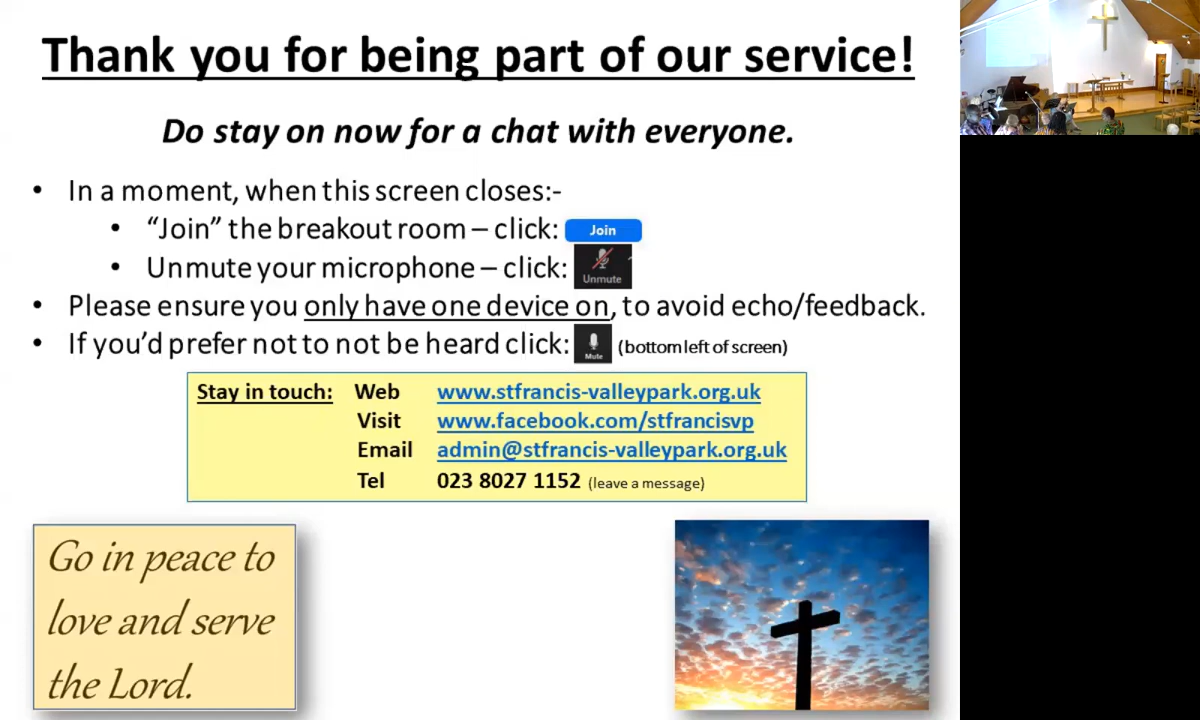 Thank you for being part of our service!
Do stay on now for a chat with everyone.
• In a moment, when this screen closes:-
• “Join” the breakout room – click: Join
• Unmute your microphone – click: Unmute
• Please ensure you only have one device on, to avoid echo/feedback.
• If you’d prefer not to not be heard click: Mute (bottom left of screen)
Stay in touch: Web www.stfrancis-valleypark.org.uk
Visit www.facebook.com/stfrancisvp
Email admin@stfrancis-valleypark.org.uk
Tel 023 8027 1152 (leave a message)
Go in peace to
love and serve
the Lord.